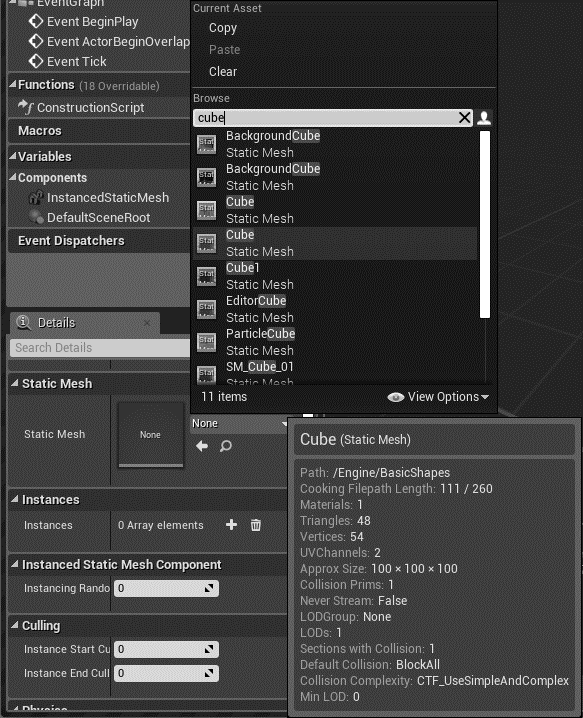 EventGraph
Event BeginPlay
Event ActorBeginOverlap
Event Tick
Functions (18 Overridable)
ConstructionScript
Macros
Variables
Components
InstancedStaticMesh
DefaultSceneRoot
Event Dispatchers
Current Asset
Copy
Paste
Clear
Browse
cube
BackgroundCube
Static Mesh
BackgroundCube
Static Mesh
Cube
Static Mesh
Cube
Static Mesh
Cube1
Static Mesh
EditorCube
Static Mesh
ParticleCube
Static Mesh
SM_Cube_01
Static Mesh
11 items
View Options
Details
Search Details
Static Mesh
Static Mesh
None
None
Instances
Instances
0 Array elements
Instanced Static Mesh Component
Instancing Rando
0
Culling
Instance Start Cu
0
Instance End Cull
0
Physics
Cube (Static Mesh)
Path: /Engine/BasicShapes
Cooking Filepath Length: 111 / 260
Materials: 1
Triangles: 48
Vertices: 54
UVChannels: 2
Approx Size: 100 × 100 × 100
Collision Prims: 1
Never Stream: False
LODGroup: None
LODs: 1
Sections with Collision: 1
Default Collision: BlockAll
Collision Complexity: CTF_UseSimpleAndComplex
Min LOD: 0